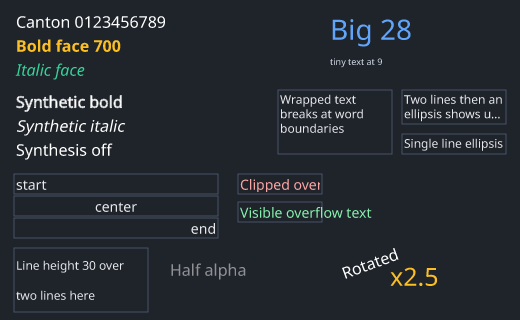 Canton 0123456789
Bold face 700
Italic face
Big 28
tiny text at 9
Synthetic bold
Synthetic italic
Synthesis off
Wrapped text
breaks at word
boundaries
Two lines then an
ellipsis shows u…
Single line ellipsis
start
center
end
Clipped over
Visible overflow text
Line height 30 over
two lines here
Half alpha
Rotated
x2.5